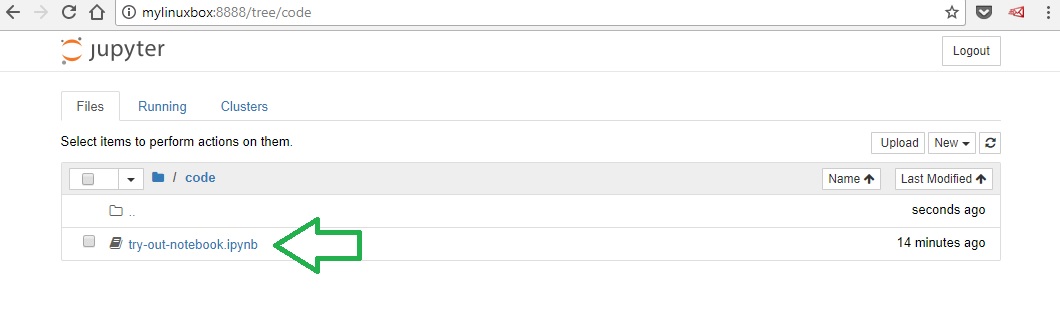 mylinuxbox:8888/tree/code
jupyter
Logout
Files Running Clusters
Select items to perform actions on them.
Upload New
/ code
Name Last Modified
.. seconds ago
try-out-notebook.ipynb 14 minutes ago